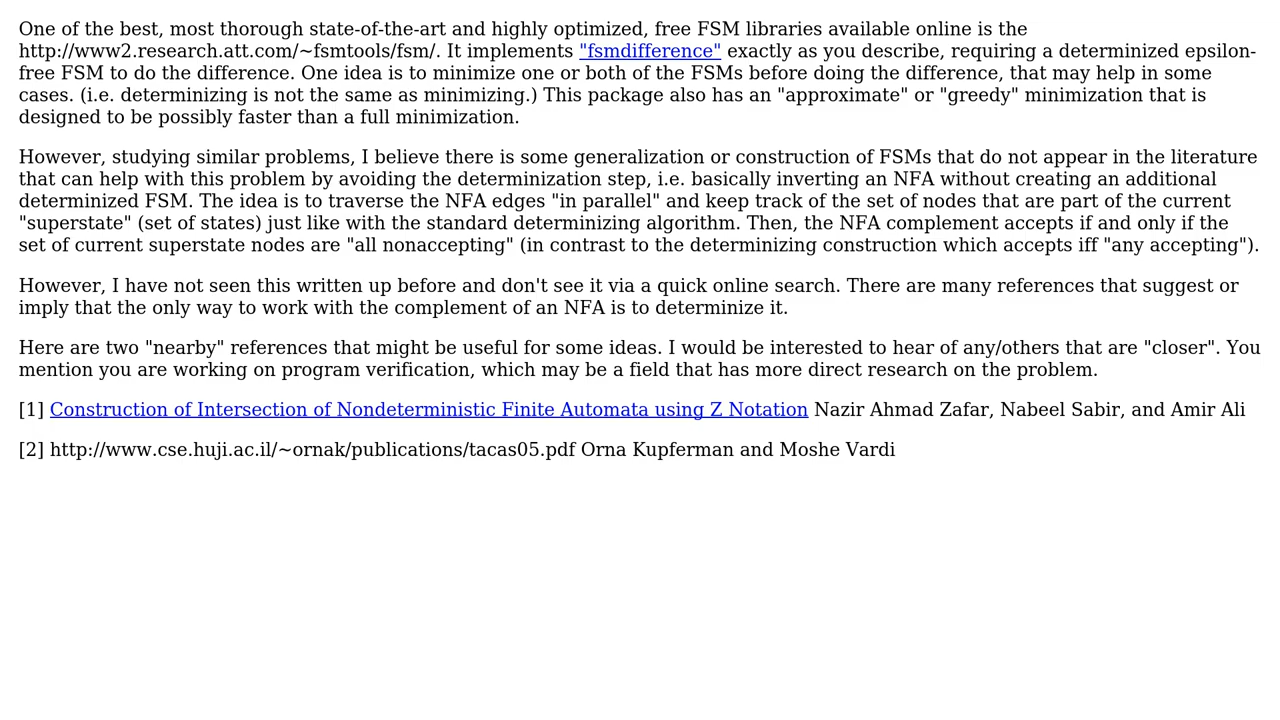 One of the best, most thorough state-of-the-art and highly optimized, free FSM libraries available online is the
http://www2.research.att.com/~fsmtools/fsm/. It implements "fsmdifference" exactly as you describe, requiring a determinized epsilon-
free FSM to do the difference. One idea is to minimize one or both of the FSMs before doing the difference, that may help in some
cases. (i.e. determinizing is not the same as minimizing.) This package also has an "approximate" or "greedy" minimization that is
designed to be possibly faster than a full minimization.
However, studying similar problems, I believe there is some generalization or construction of FSMs that do not appear in the literature
that can help with this problem by avoiding the determinization step, i.e. basically inverting an NFA without creating an additional
determinized FSM. The idea is to traverse the NFA edges "in parallel" and keep track of the set of nodes that are part of the current
"superstate" (set of states) just like with the standard determinizing algorithm. Then, the NFA complement accepts if and only if the
set of current superstate nodes are "all nonaccepting" (in contrast to the determinizing construction which accepts iff "any accepting").
However, I have not seen this written up before and don't see it via a quick online search. There are many references that suggest or
imply that the only way to work with the complement of an NFA is to determinize it.
Here are two "nearby" references that might be useful for some ideas. I would be interested to hear of any/others that are "closer". You
mention you are working on program verification, which may be a field that has more direct research on the problem.
[1] Construction of Intersection of Nondeterministic Finite Automata using Z Notation Nazir Ahmad Zafar, Nabeel Sabir, and Amir Ali
[2] http://www.cse.huji.ac.il/~ornak/publications/tacas05.pdf Orna Kupferman and Moshe Vardi